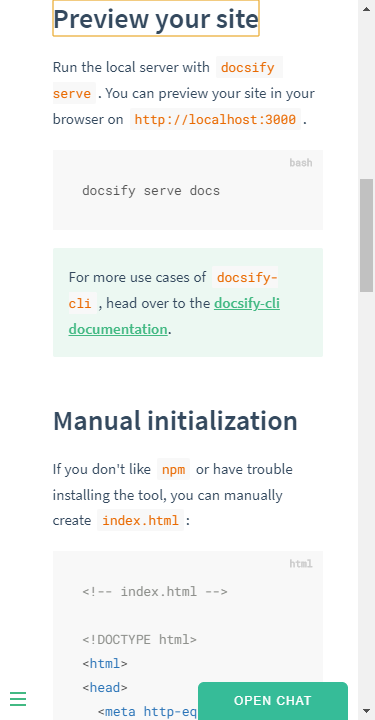 Preview your site
Run the local server with docsify
serve . You can preview your site in your
browser on http://localhost:3000 .
bash
docsify serve docs
For more use cases of docsify-
cli , head over to the docsify-cli
documentation.
Manual initialization
If you don't like npm or have trouble
installing the tool, you can manually
create index.html :
html
<!-- index.html -->
<!DOCTYPE html>
<html>
<head>
<meta http-eq
OPEN CHAT